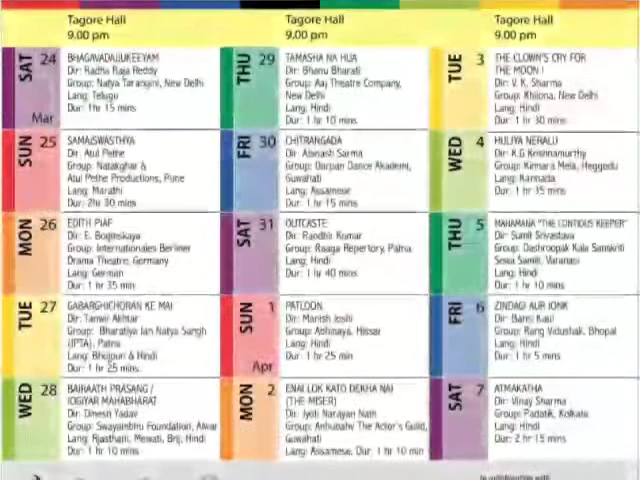 Tagore Hall
9.00 pm
SAT 24
Mar
BHAGAVADAJJUKEEYAM
Dir: Radha Raja Reddy
Group: Natya Tarangini, New Delhi
Lang: Telugu
Dur: 1hr 15 mins
SUN 25
SAMAJSWASTHYA
Dir: Atul Pethe
Group: Natakghar &
Atul Pethe Productions, Pune
Lang: Marathi
Dur: 2hr 30 mins
MON 26
EDITH PIAF
Dir: E.
Group: Internationales Berliner
Drama Theatre, Germany
Lang: German
Dur: 1 hr 35 min
TUE 27
GABARGHICHORAN KE MAI
Dir: Tanwir Akhtar
Group: Bharatiya Jan Natya Sangh
(IPTA), Patna
Lang: Bhojpuri & Hindi
Dur: 1 hr 25 mins
WED 28
BAIRAATH PRASANG /
JOGIYAR MAHABHARAT
Dir: Dinesh Yadav
Group: Swayambhu Foundation, Alwar
Lang: Rjasthani, Mewati, Brij, Hindi
Dur: 1 hr 10 mins
Tagore Hall
9.00 pm
THU 29
TAMASHA NA HUA
Dir: Bhanu Bharati
Group: Aaj Theatre Company,
New Delhi
Lang: Hindi
Dur: 1 hr 10 mins
FRI 30
CHITRANGADA
Dir: Abinash Sarma
Group: Darpan Dance Akademi,
Guwahati
Lang: Assamese
Dur: 1 hr 15 mins
SAT 31
OUTCASTE
Dir: Randhir Kumar
Group: Raaga Repertory, Patna
Lang: Hindi
Dur: 1 hr 40 mins
SUN 1
Apr
PATLOON
Dir: Manish Joshi
Group: Abhinaya, Hissar
Lang: Hindi
Dur: 1 hr 25 min
MON 2
ENAI LOK KATO DEKHA NAI
(THE MISER)
Dir: Jyoti Narayan Nath
Group: Anhubahv The Actor's Guild,
Guwahati
Lang: Assamese, Dur: 1 hr 10 min
Tagore Hall
9.00 pm
TUE 3
THE CLOWN'S CRY FOR
THE MOON !
Dir: V. K. Sharma
Group: Khilona, New Delhi
Lang: Hindi
Dur: 1 hr 30 mins
WED 4
HULIYA NERALU
Dir: K.G Krishnamurthy
Group: Kinnara Mela, Heggodu
Lang: Kannada
Dur: 1 hr 35 mins
THU 5
MAHAMANA "THE KEEPER"
Dir: Sumit Srivastava
Group: Dashroopak Kala Sanskriti
Sewa Samiti, Varanasi
Lang: Hindi
Dur: 1 hr 10 mins
FRI 6
ZINDAGI AUR JONK
Dir: Bansi Kaul
Group: Rang Vidushak, Bhopal
Lang: Hindi
Dur: 1 hr 5 mins
SAT 7
ATMAKATHA
Dir: Vinay Sharma
Group: Padatik, Kolkata
Lang: Hindi
Dur: 2 hr 15 mins
In collaboration with